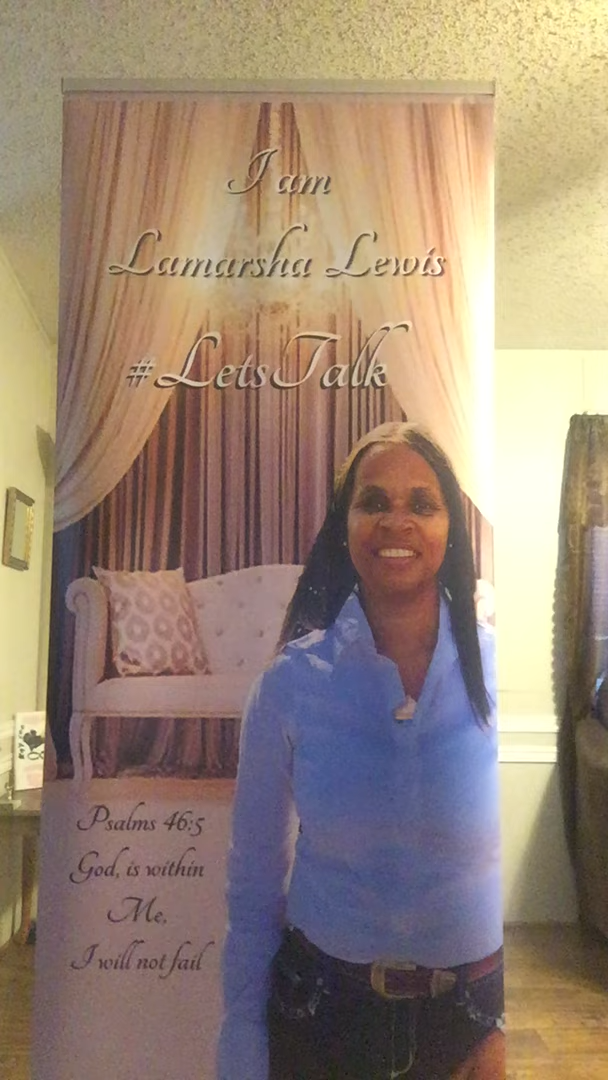 I am
Lamarsha Lewis
#LetsTalk
Psalms 46:5
God, is within
Me,
I will not fail